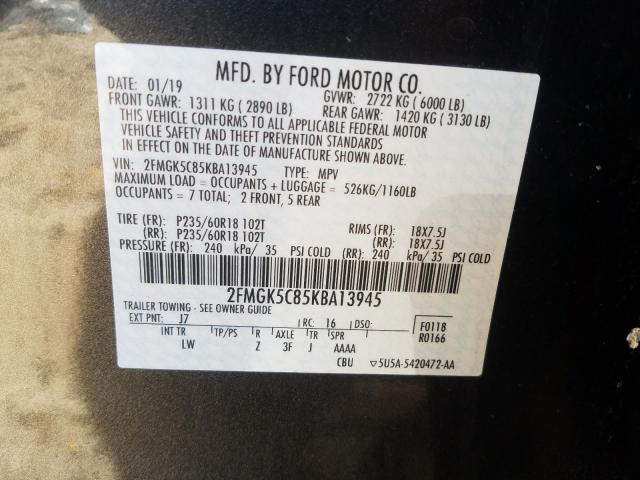 MFD. BY FORD MOTOR CO.
DATE: 01/19 GVWR: 2722 KG ( 6000 LB)
FRONT GAWR: 1311 KG ( 2890 LB) REAR GAWR: 1420 KG ( 3130 LB)
THIS VEHICLE CONFORMS TO ALL APPLICABLE FEDERAL MOTOR
VEHICLE SAFETY AND THEFT PREVENTION STANDARDS
IN EFFECT ON THE DATE OF MANUFACTURE SHOWN ABOVE.
VIN: 2FMGK5C85KBA13945 TYPE: MPV
MAXIMUM LOAD = OCCUPANTS + LUGGAGE = 526KG/1160LB
OCCUPANTS = 7 TOTAL; 2 FRONT, 5 REAR
TIRE (FR): P235/60R18 102T RIMS (FR): 18X7.5J
(RR): P235/60R18 102T (RR): 18X7.5J
PRESSURE (FR): 240 kPa/ 35 PSI COLD (RR): 240 kPa/ 35 PSI COLD
2FMGK5C85KBA13945
TRAILER TOWING - SEE OWNER GUIDE
EXT PNT: J7 RC: 16 DSO: F0118
INT TR TP/PS R AXLE TR SPR R0166
LW Z 3F J AAAA
CBU ▽5U5A-5420472-AA